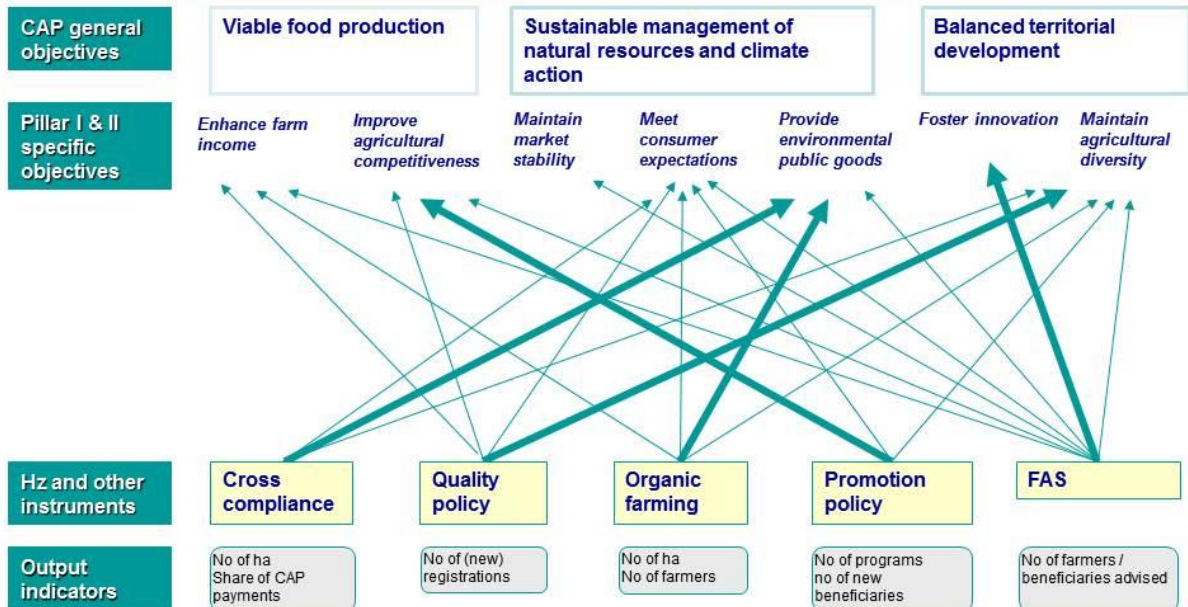 CAP general
objectives
Viable food production
Sustainable management of
natural resources and climate
action
Balanced territorial
development
Pillar I & II
specific
objectives
Enhance farm
income
Improve
agricultural
competitiveness
Maintain
market
stability
Meet
consumer
expectations
Provide
environmental
public goods
Foster innovation
Maintain
agricultural
diversity
Hz and other
instruments
Cross
compliance
Quality
policy
Organic
farming
Promotion
policy
FAS
Output
indicators
No of ha
Share of CAP
payments
No of (new)
registrations
No of ha
No of farmers
No of programs
no of new
beneficiaries
No of farmers /
beneficiaries advised